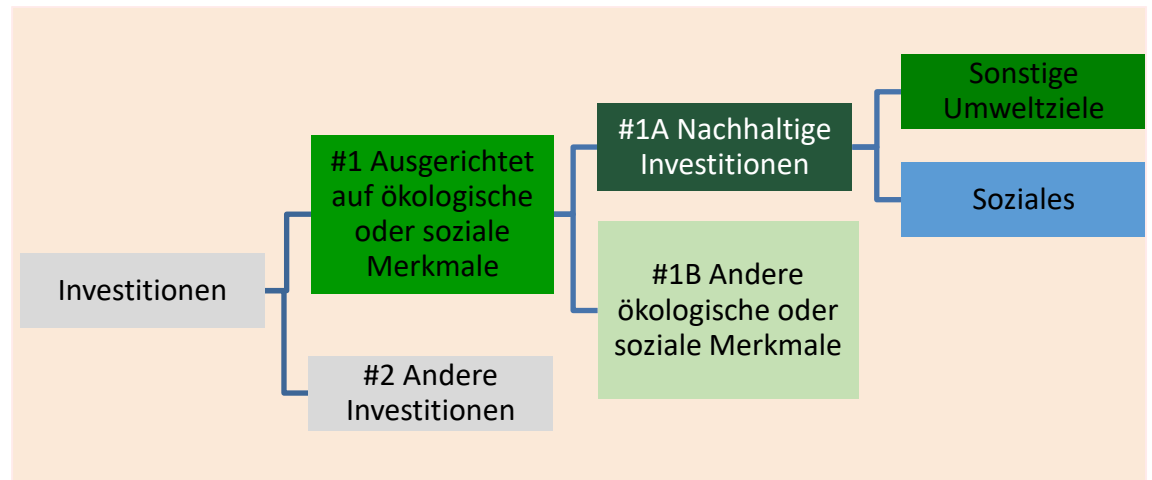 Investitionen
#1 Ausgerichtet
auf ökologische
oder soziale
Merkmale
#2 Andere
Investitionen
#1A Nachhaltige
Investitionen
#1B Andere
ökologische oder
soziale Merkmale
Sonstige
Umweltziele
Soziales